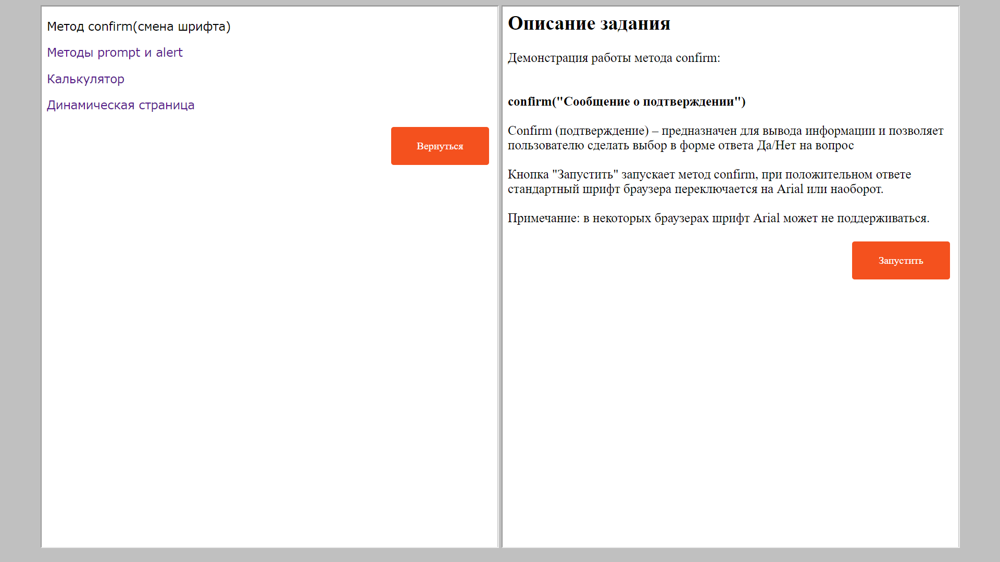 Метод confirm(смена шрифта)
Методы prompt и alert
Калькулятор
Динамическая страница
Вернуться
Описание задания
Демонстрация работы метода confirm:
confirm("Сообщение о подтверждении")
Confirm (подтверждение) – предназначен для вывода информации и позволяет
пользователю сделать выбор в форме ответа Да/Нет на вопрос
Кнопка "Запустить" запускает метод confirm, при положительном ответе
стандартный шрифт браузера переключается на Arial или наоборот.
Примечание: в некоторых браузерах шрифт Arial может не поддерживаться.
Запустить